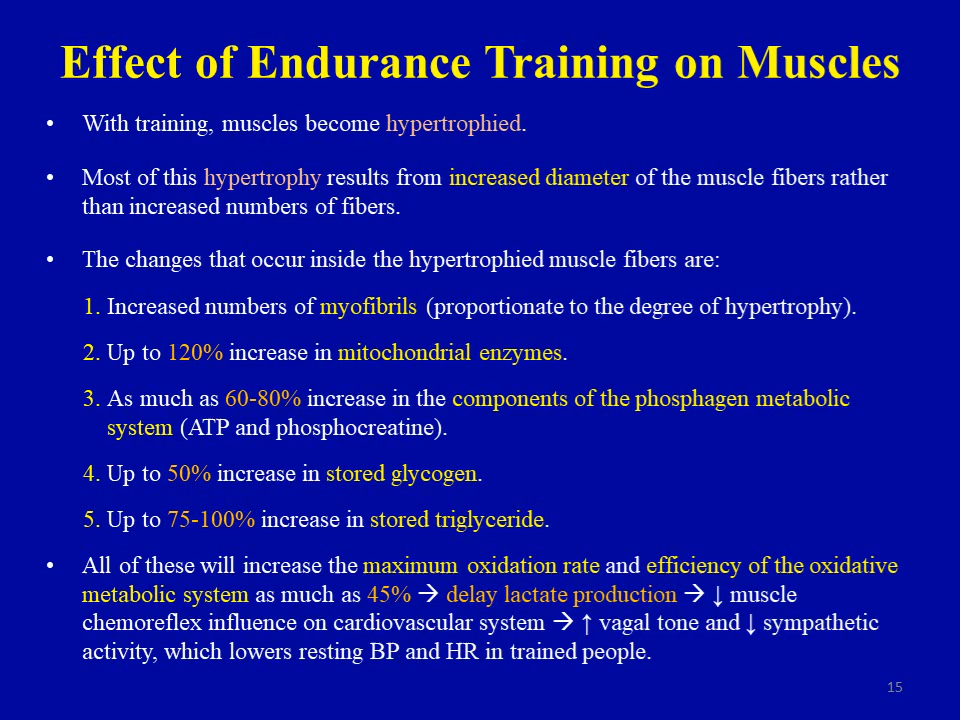 Effect of Endurance Training on Muscles
• With training, muscles become hypertrophied.
• Most of this hypertrophy results from increased diameter of the muscle fibers rather
than increased numbers of fibers.
• The changes that occur inside the hypertrophied muscle fibers are:
1. Increased numbers of myofibrils (proportionate to the degree of hypertrophy).
2. Up to 120% increase in mitochondrial enzymes.
3. As much as 60-80% increase in the components of the phosphagen metabolic
system (ATP and phosphocreatine).
4. Up to 50% increase in stored glycogen.
5. Up to 75-100% increase in stored triglyceride.
• All of these will increase the maximum oxidation rate and efficiency of the oxidative
metabolic system as much as 45% → delay lactate production → ↓ muscle
chemoreflex influence on cardiovascular system → ↑ vagal tone and ↓ sympathetic
activity, which lowers resting BP and HR in trained people.
15